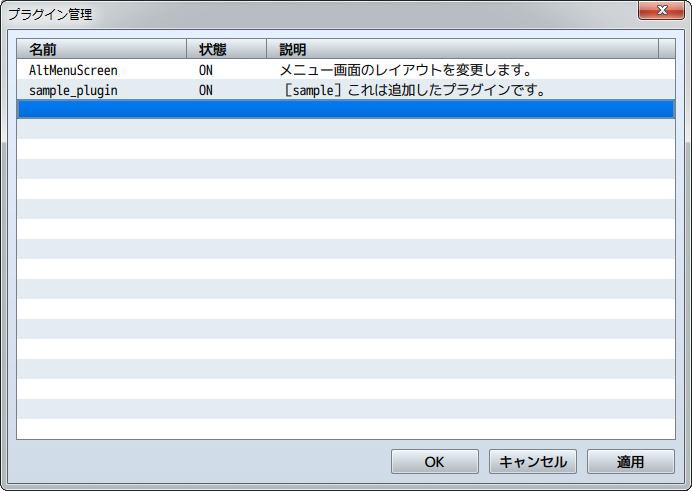 プラグイン管理
名前 状態 説明
AltMenuScreen ON メニュー画面のレイアウトを変更します。
sample_plugin ON ［sample］これは追加したプラグインです。
OK キャンセル 適用